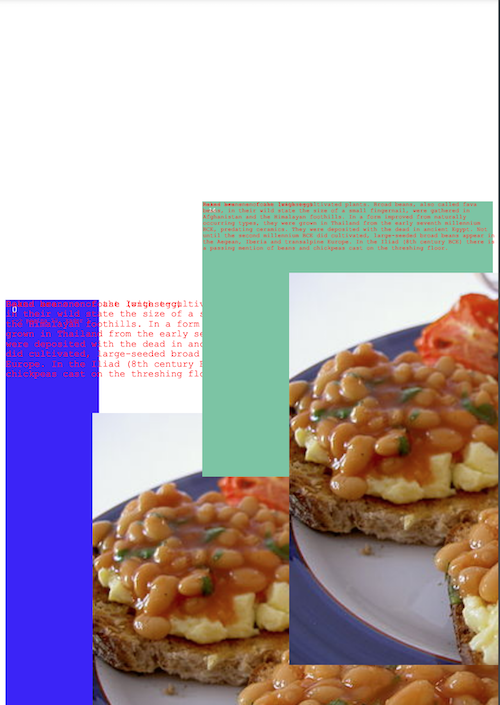 cultivated plants. Broad beans, also called fava
beans, in their wild state the size of a small fingernail, were gathered in
Afghanistan and the Himalayan foothills. In a form improved from naturally
occurring types, they were grown in Thailand from the early seventh millennium
BCE, predating ceramics. They were deposited with the dead in ancient Egypt. Not
until the second millennium BCE did cultivated, large-seeded broad beans appear in
the Aegean, Iberia and transalpine Europe. In the Iliad (8th century BCE) there is
a passing mention of beans and chickpeas cast on the threshing floor.
in their wild state the size of a s
the Himalayan foothills. In a form
grown in Thailand from the early se
were deposited with the dead in anc
did cultivated, large-seeded broad
Europe. In the Iliad (8th century B
chickpeas cast on the threshing flo